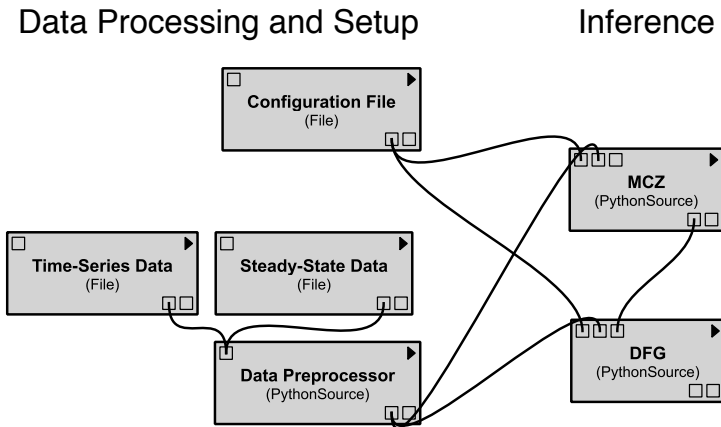 Data Processing and Setup
Inference
Configuration File
(File)
MCZ
(PythonSource)
Time-Series Data
(File)
Steady-State Data
(File)
DFG
(PythonSource)
Data Preprocessor
(PythonSource)